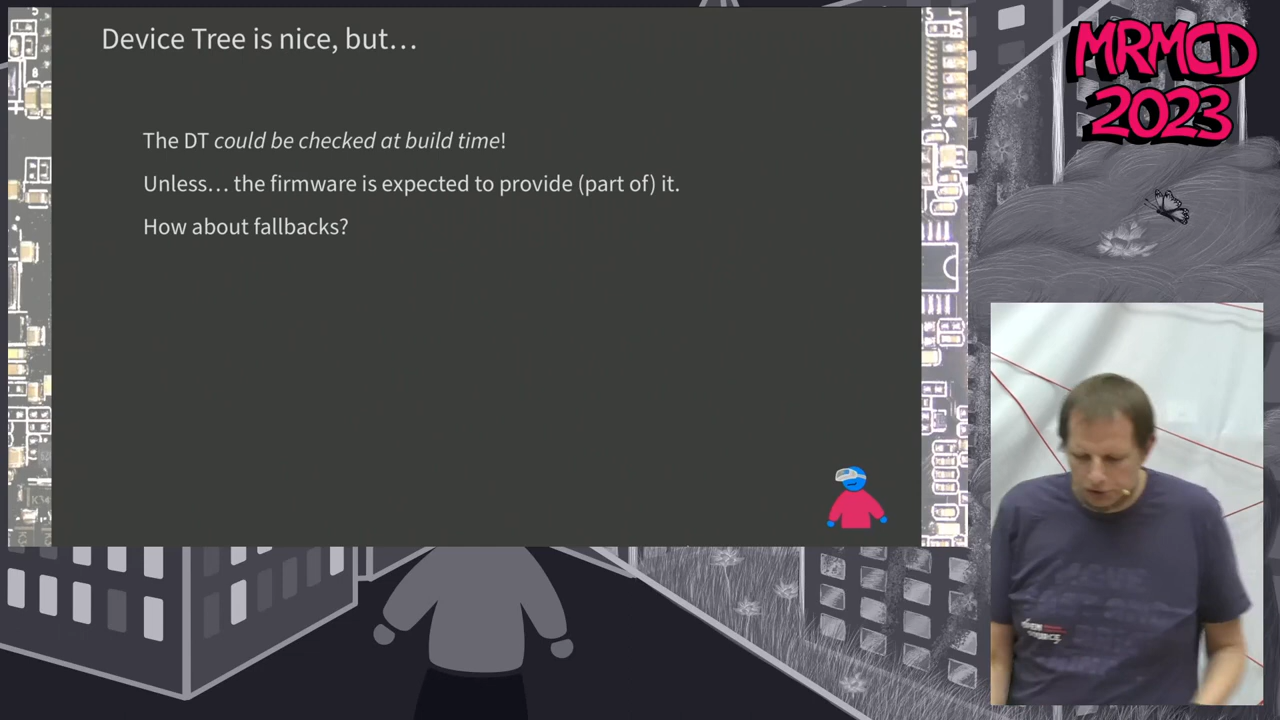 Device Tree is nice, but…
The DT could be checked at build time!
Unless… the firmware is expected to provide (part of) it.
How about fallbacks?
MRMCD
2023